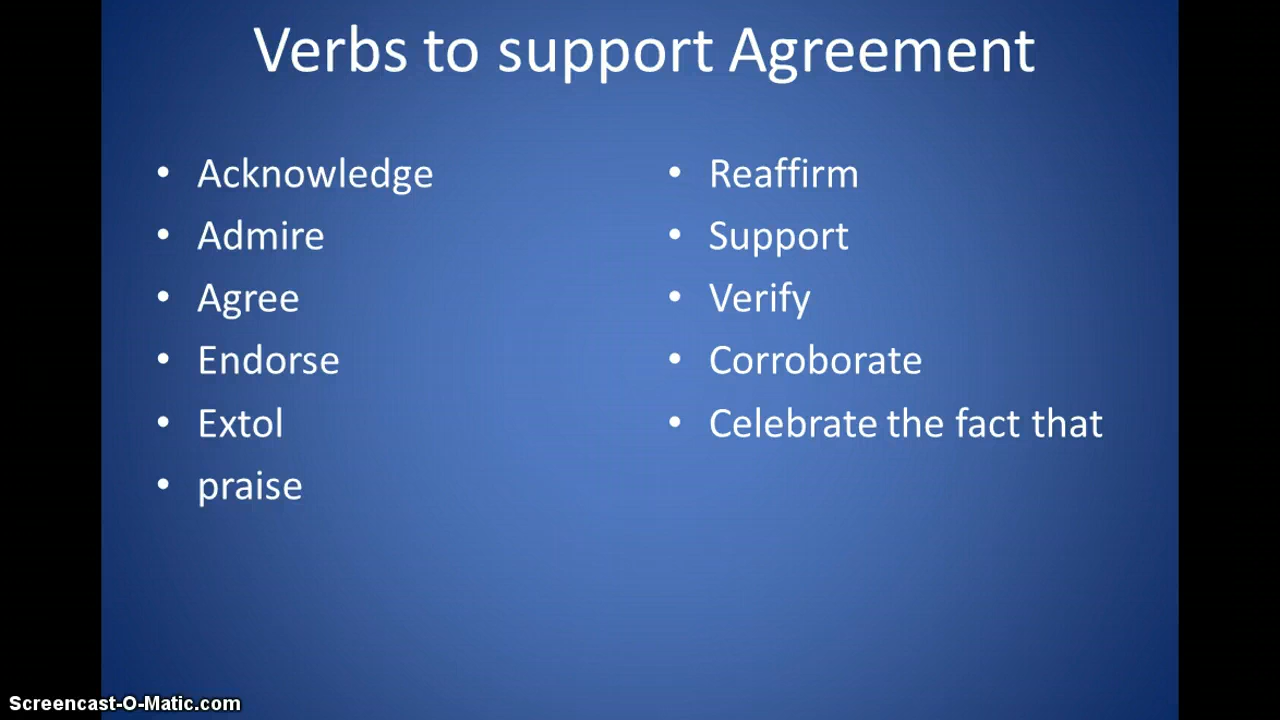 Verbs to support Agreement
• Acknowledge
• Admire
• Agree
• Endorse
• Extol
• praise
• Reaffirm
• Support
• Verify
• Corroborate
• Celebrate the fact that
Screencast-O-Matic.com